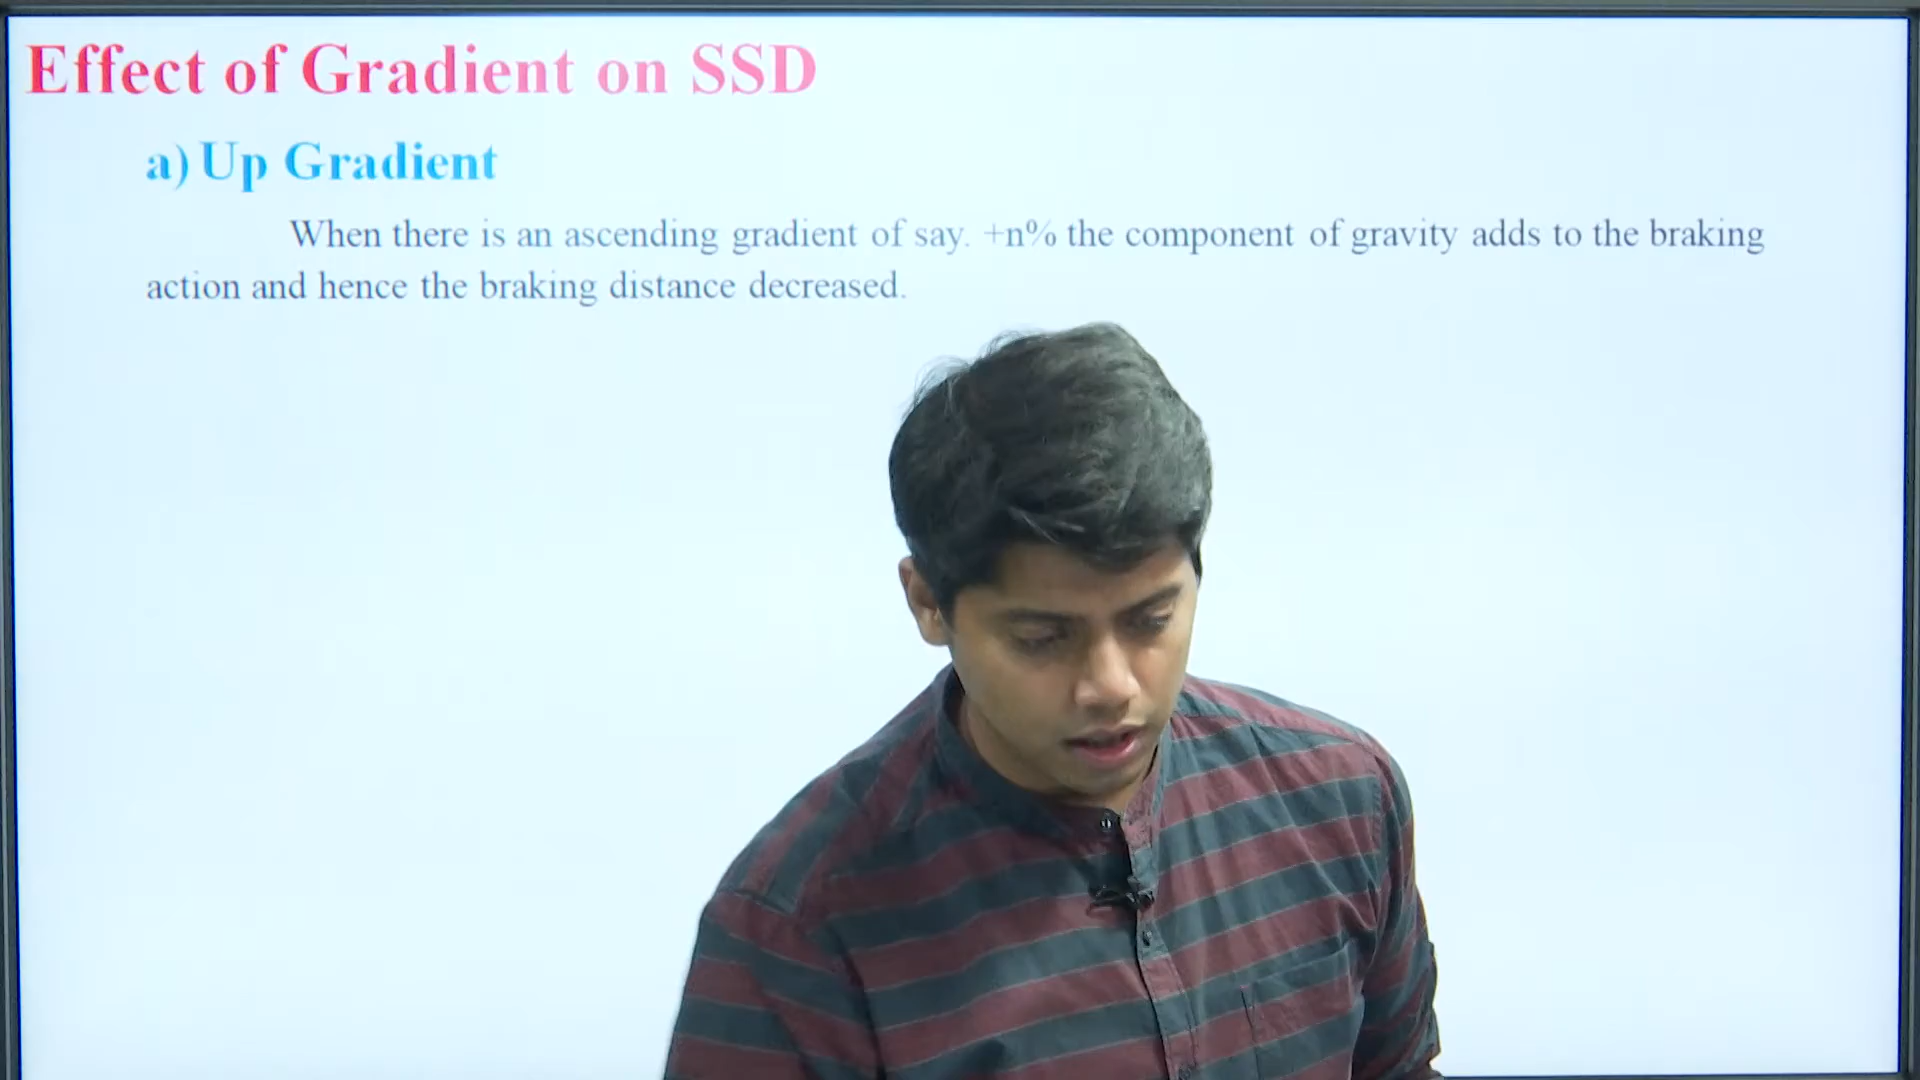 Effect of Gradient on SSD
a) Up Gradient
When there is an ascending gradient of say. +n% the component of gravity adds to the braking
action and hence the braking distance decreased.